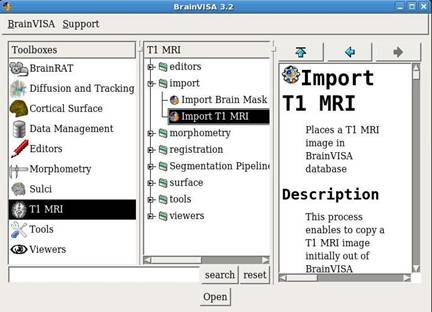 BrainVISA 3.2
BrainVISA Support
Toolboxes
BrainRAT
Diffusion and Tracking
Cortical Surface
Data Management
Editors
Morphometry
Sulci
T1 MRI
Tools
Viewers
T1 MRI
editors
import
Import Brain Mask
Import T1 MRI
morphometry
registration
Segmentation Pipeline
surface
tools
viewers
Import
T1 MRI
Places a T1 MRI
image in
BrainVISA
database
Description
This process
enables to copy a
T1 MRI image
initially out of
BrainVISA
search reset
Open